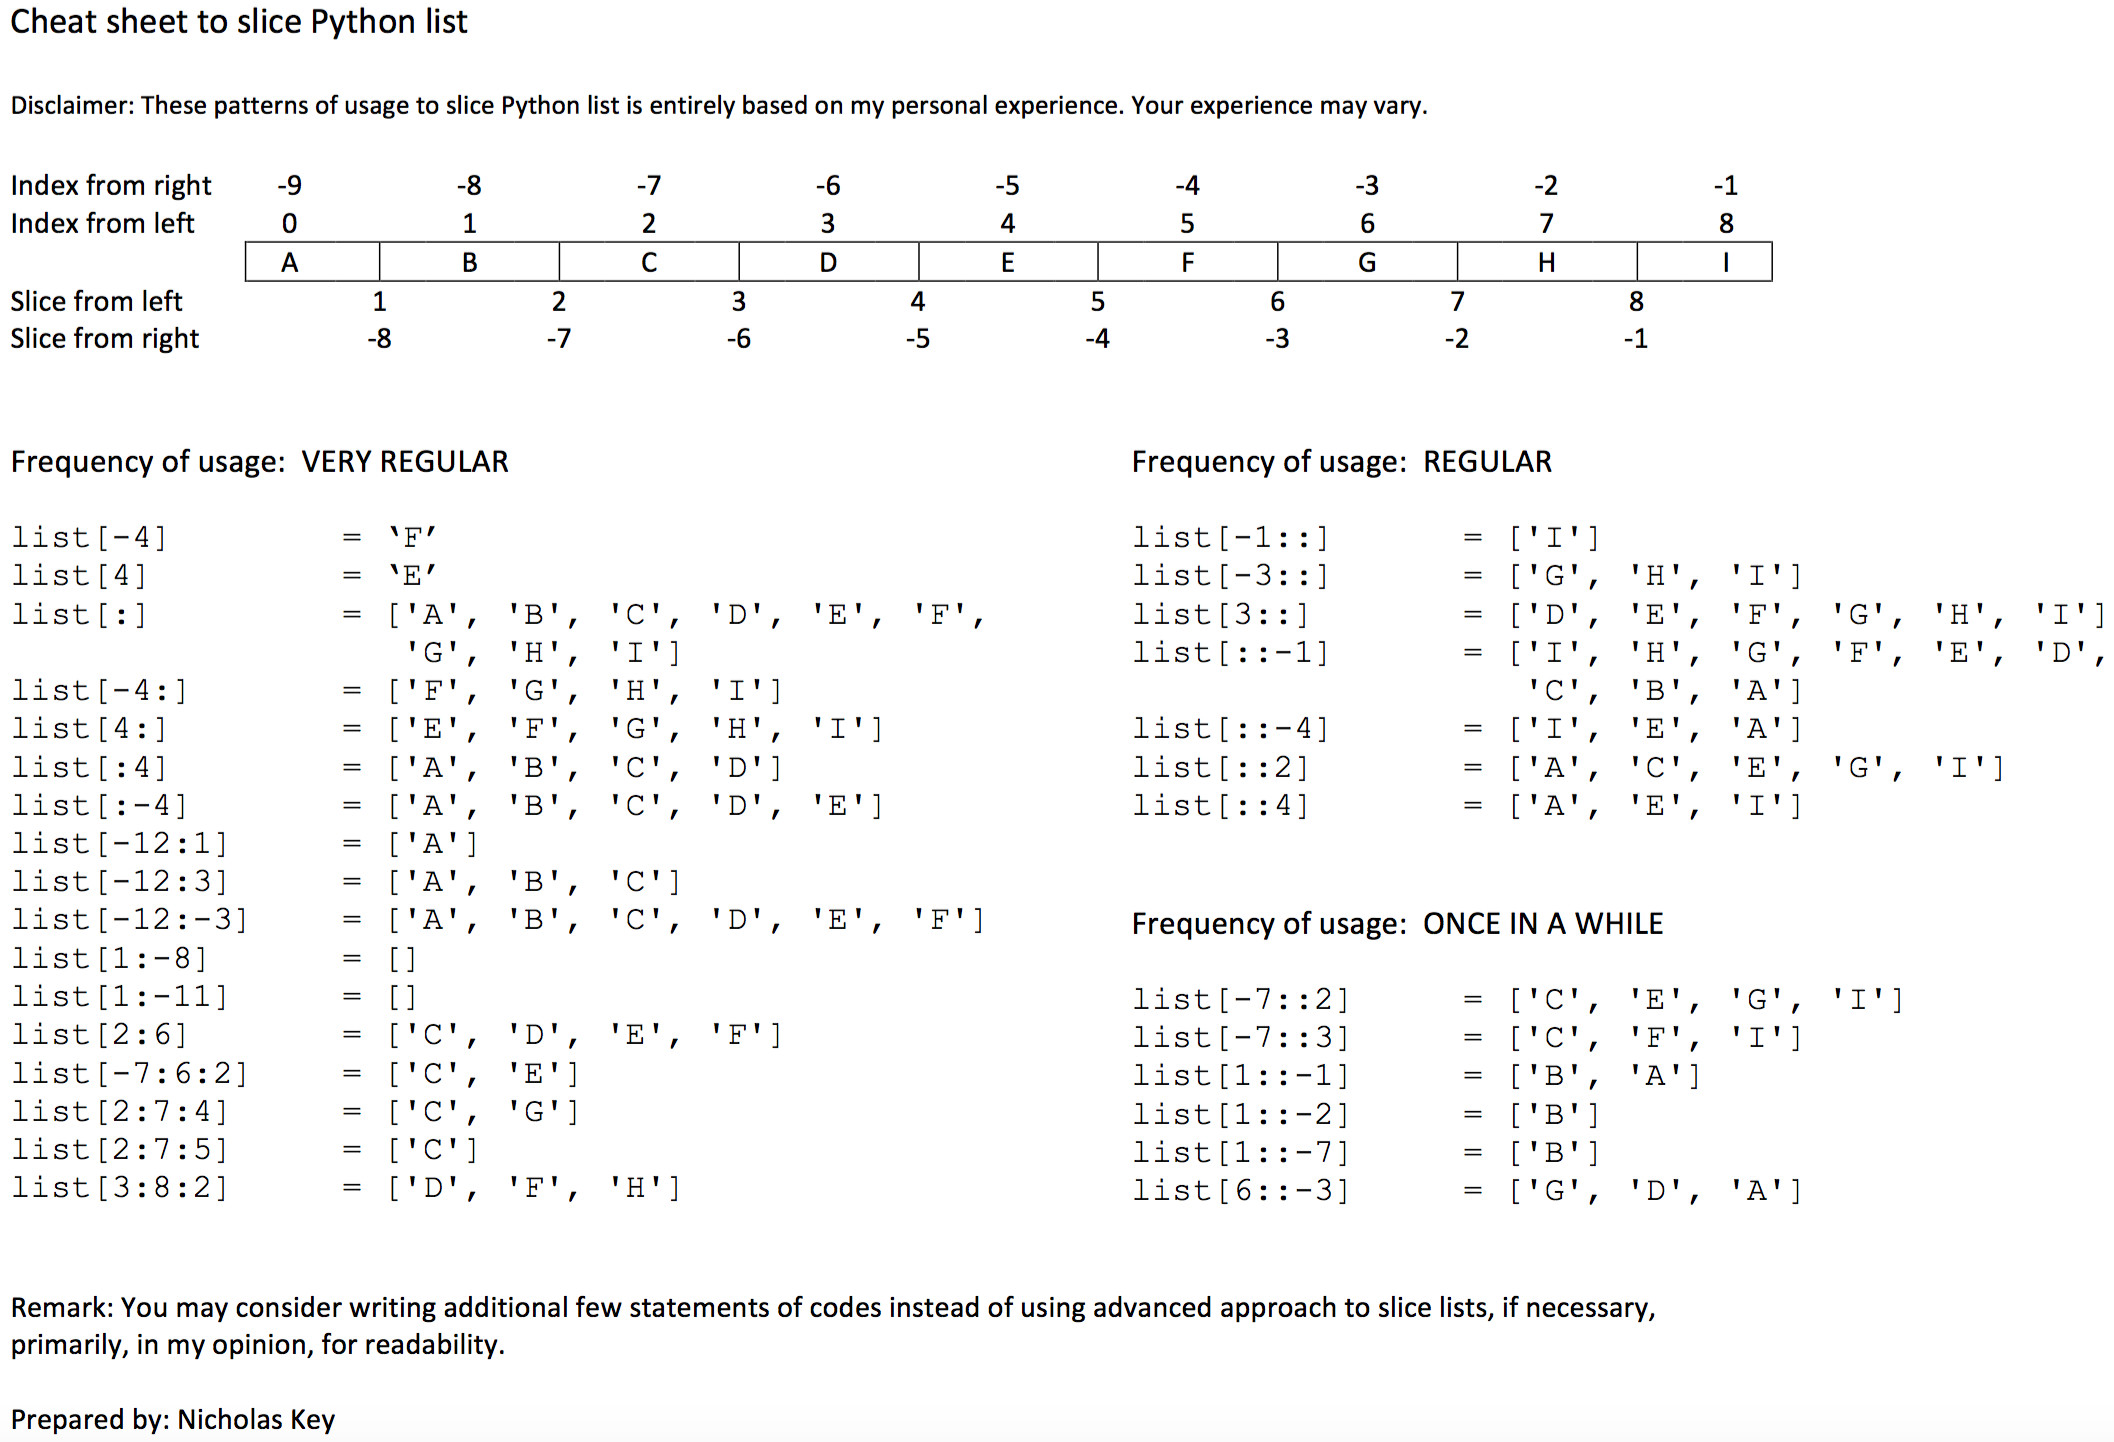 Cheat sheet to slice Python list
Disclaimer: These patterns of usage to slice Python list is entirely based on my personal experience. Your experience may vary.
Index from right -9 -8 -7 -6 -5 -4 -3 -2 -1
Index from left 0 1 2 3 4 5 6 7 8
A B C D E F G H I
Slice from left 1 2 3 4 5 6 7 8
Slice from right -8 -7 -6 -5 -4 -3 -2 -1
Frequency of usage: VERY REGULAR
list[-4] = ‘F’
list[4] = ‘E’
list[:] = ['A', 'B', 'C', 'D', 'E', 'F',
'G', 'H', 'I']
list[-4:] = ['F', 'G', 'H', 'I']
list[4:] = ['E', 'F', 'G', 'H', 'I']
list[:4] = ['A', 'B', 'C', 'D']
list[:-4] = ['A', 'B', 'C', 'D', 'E']
list[-12:1] = ['A']
list[-12:3] = ['A', 'B', 'C']
list[-12:-3] = ['A', 'B', 'C', 'D', 'E', 'F']
list[1:-8] = []
list[1:-11] = []
list[2:6] = ['C', 'D', 'E', 'F']
list[-7:6:2] = ['C', 'E']
list[2:7:4] = ['C', 'G']
list[2:7:5] = ['C']
list[3:8:2] = ['D', 'F', 'H']
Frequency of usage: REGULAR
list[-1::] = ['I']
list[-3::] = ['G', 'H', 'I']
list[3::] = ['D', 'E', 'F', 'G', 'H', 'I']
list[::-1] = ['I', 'H', 'G', 'F', 'E', 'D',
'C', 'B', 'A']
list[::-4] = ['I', 'E', 'A']
list[::2] = ['A', 'C', 'E', 'G', 'I']
list[::4] = ['A', 'E', 'I']
Frequency of usage: ONCE IN A WHILE
list[-7::2] = ['C', 'E', 'G', 'I']
list[-7::3] = ['C', 'F', 'I']
list[1::-1] = ['B', 'A']
list[1::-2] = ['B']
list[1::-7] = ['B']
list[6::-3] = ['G', 'D', 'A']
Remark: You may consider writing additional few statements of codes instead of using advanced approach to slice lists, if necessary,
primarily, in my opinion, for readability.
Prepared by: Nicholas Key